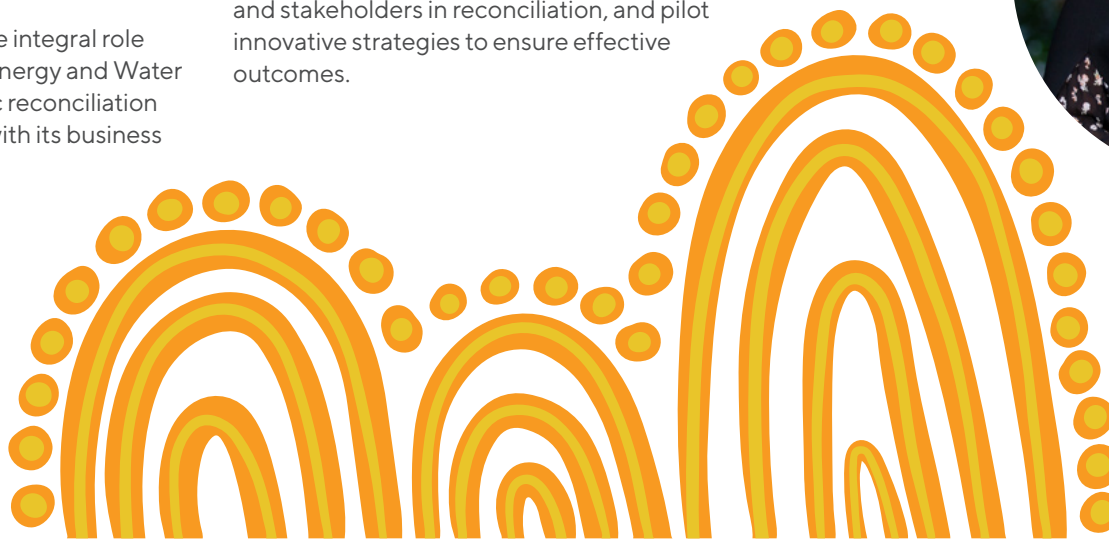 e integral role
nergy and Water
c reconciliation
with its business
and stakeholders in reconciliation, and pilot
innovative strategies to ensure effective
outcomes.